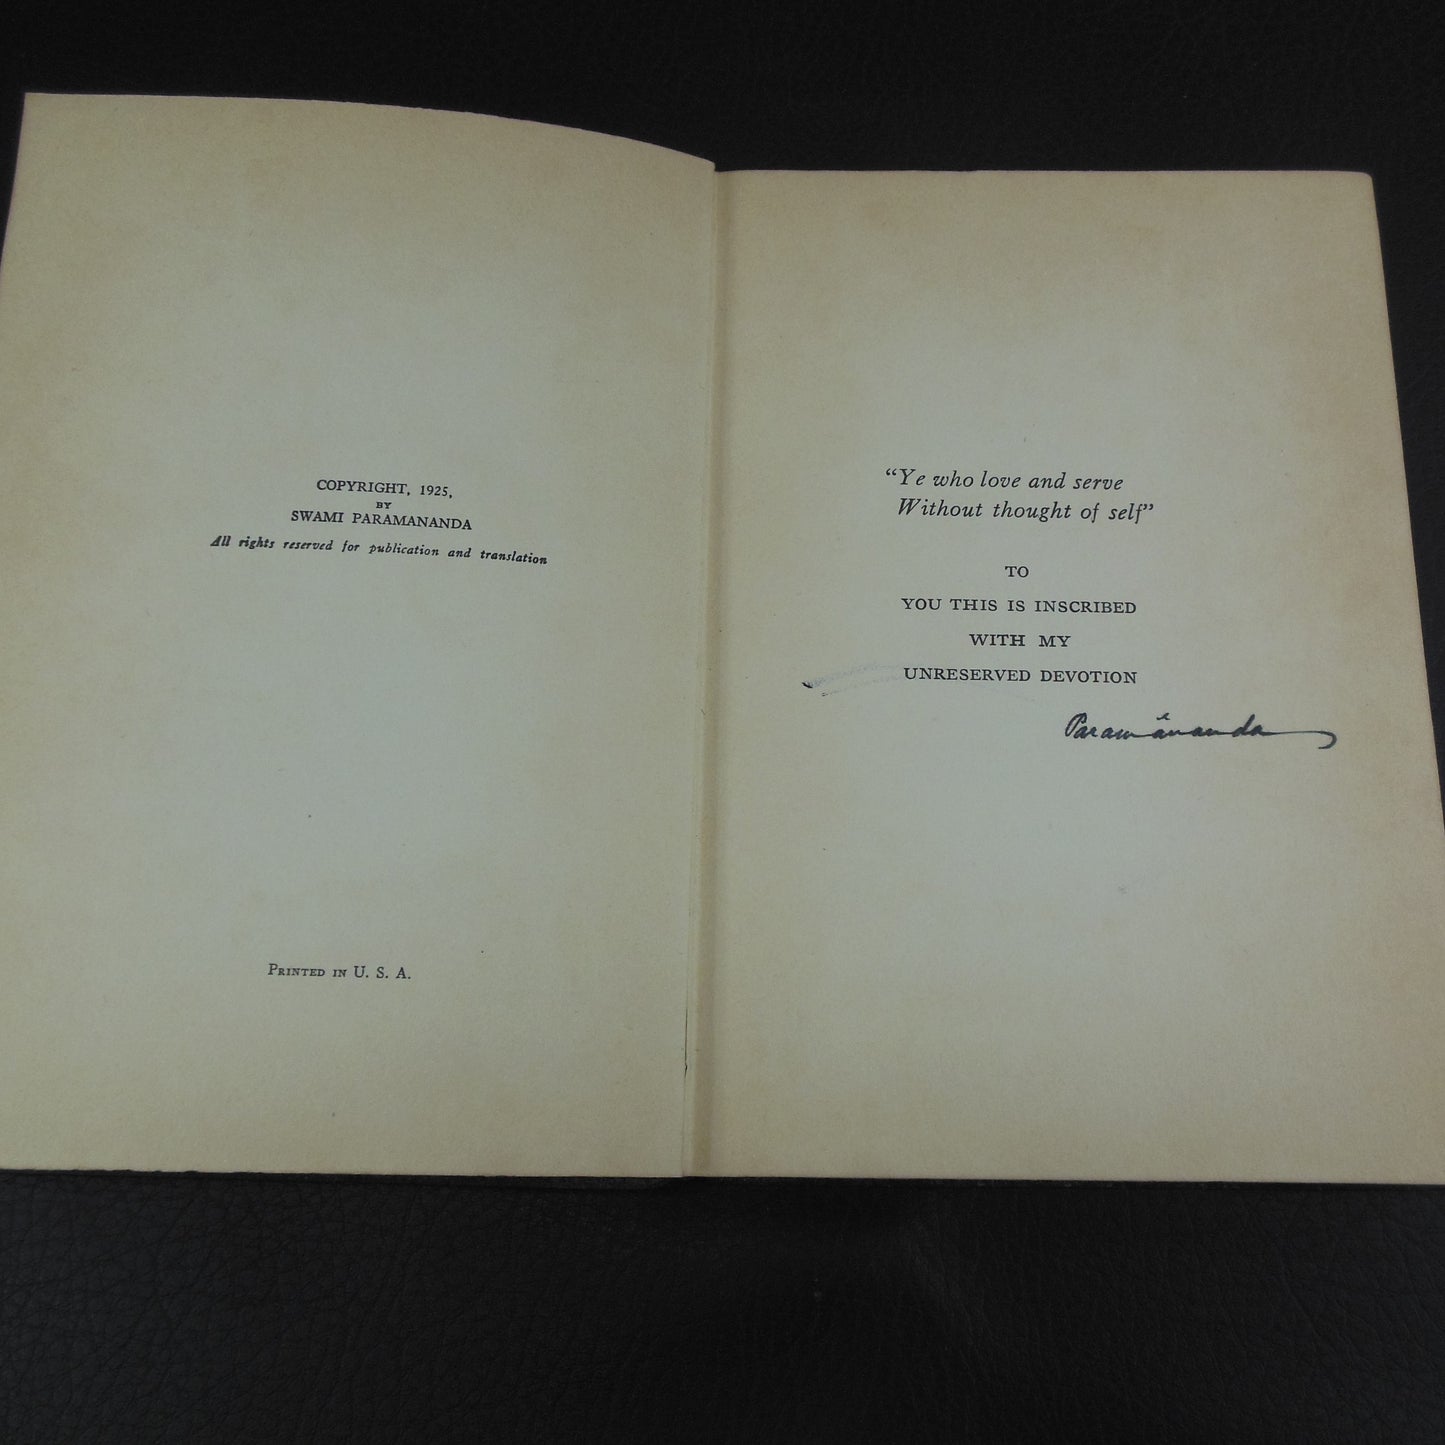 COPYRIGHT, 1925,
BY
SWAMI PARAMANANDA
All rights reserved for publication and translation
PRINTED IN U. S. A.
“Ye who love and serve
Without thought of self”
TO
YOU THIS IS INSCRIBED
WITH MY
UNRESERVED DEVOTION
Paramânanda